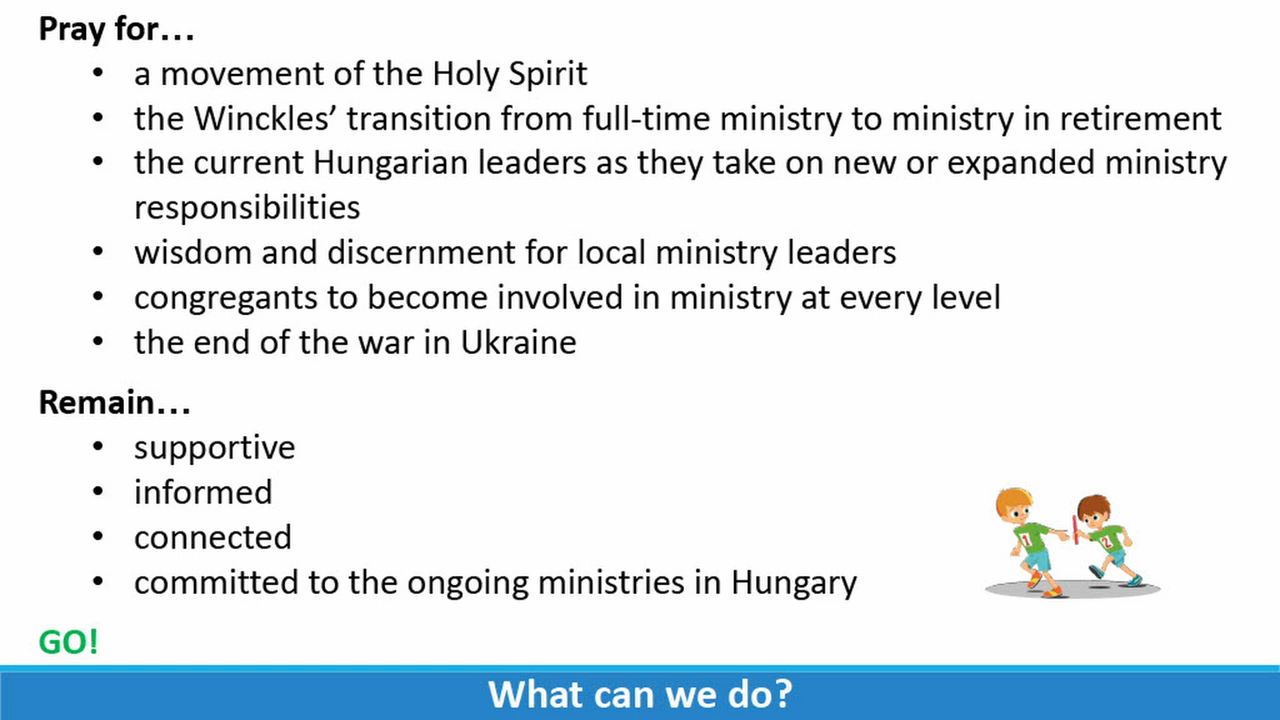 Pray for...
• a movement of the Holy Spirit
• the Winckles’ transition from full-time ministry to ministry in retirement
• the current Hungarian leaders as they take on new or expanded ministry
responsibilities
• wisdom and discernment for local ministry leaders
• congregants to become involved in ministry at every level
• the end of the war in Ukraine
Remain...
• supportive
• informed
• connected
• committed to the ongoing ministries in Hungary
1
2
GO!
What can we do?